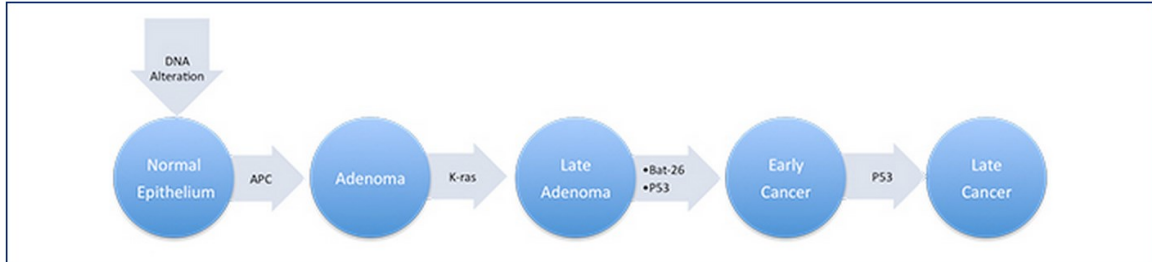 DNA
Alteration
Normal
Epithelium
APC
Adenoma
K-ras
Late
Adenoma
•Bat-26
•P53
Early
Cancer
P53
Late
Cancer